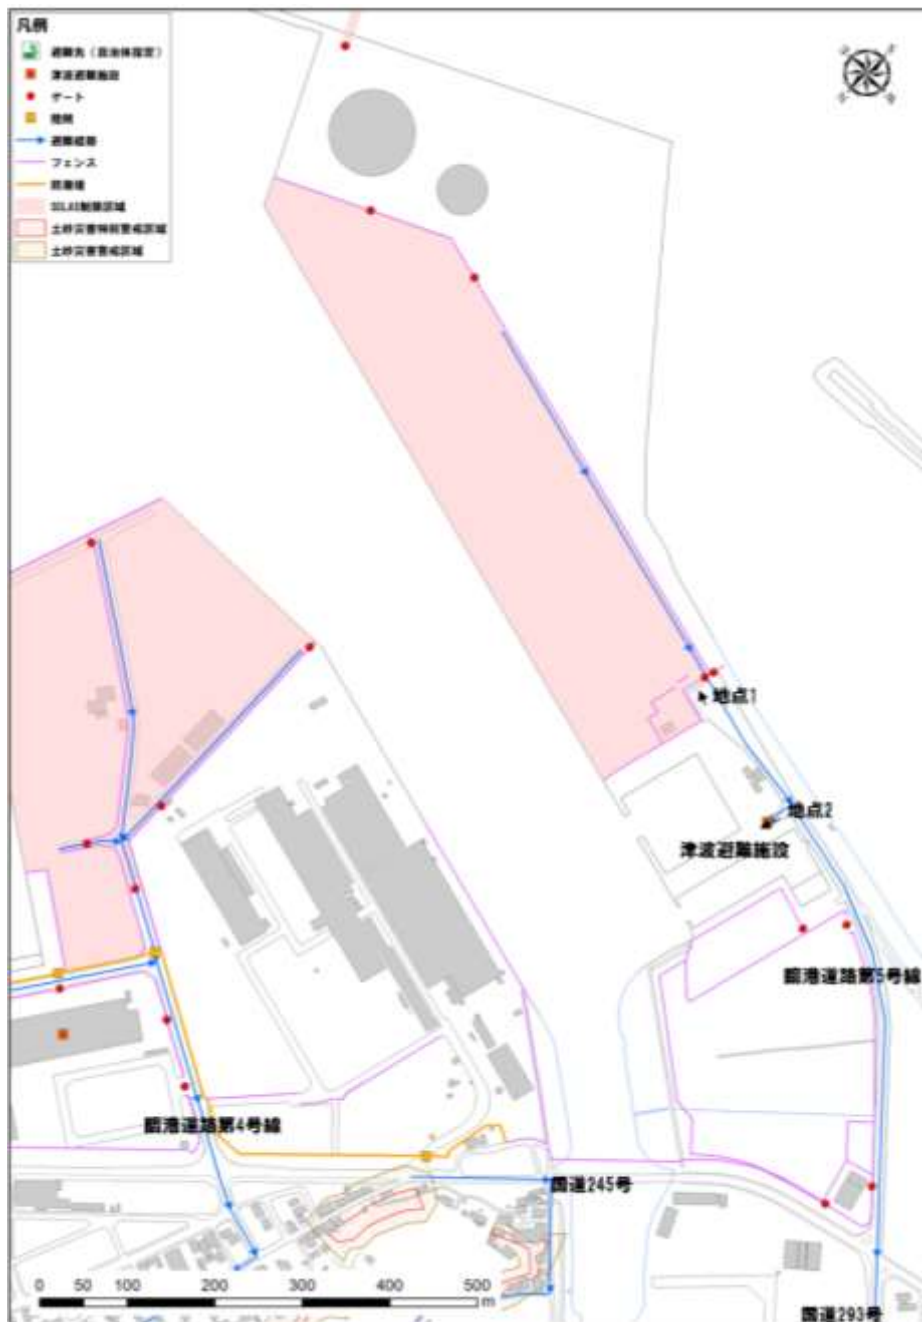 凡例
避難先（自治体指定）
津波避難施設
ゲート
陸閘
避難経路
フェンス
防潮堤
SOLAS制限区域
土砂災害特別警戒区域
土砂災害警戒区域
地点1
地点2
津波避難施設
臨港道路第5号線
臨港道路第4号線
国道245号
0 50 100 200 300 400 500
m
国道293号